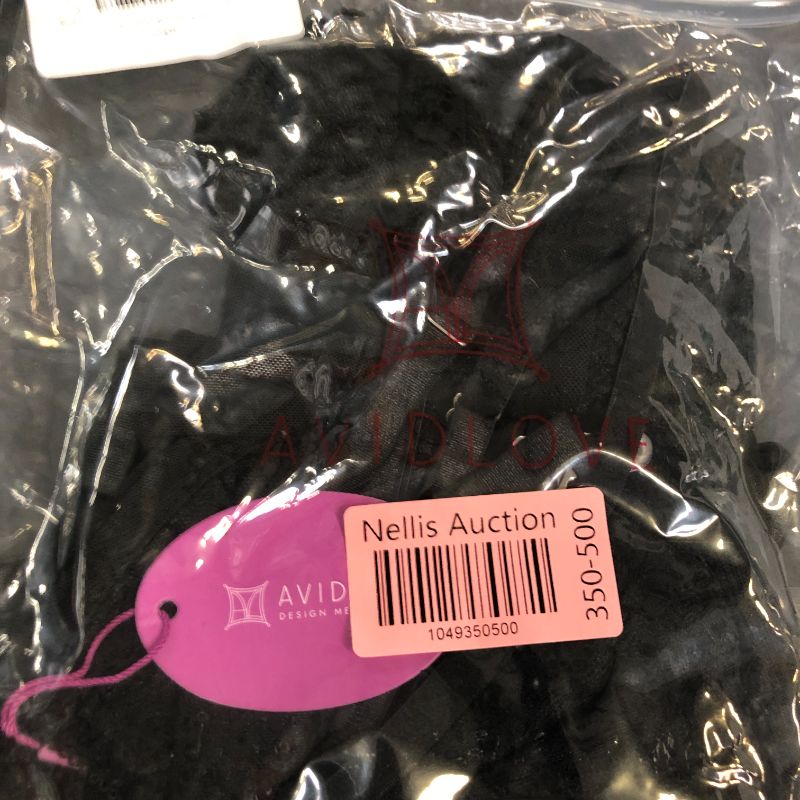 AVIDLOVE
Nellis Auction
350-500
1049350500
AVID
DESIGN ME